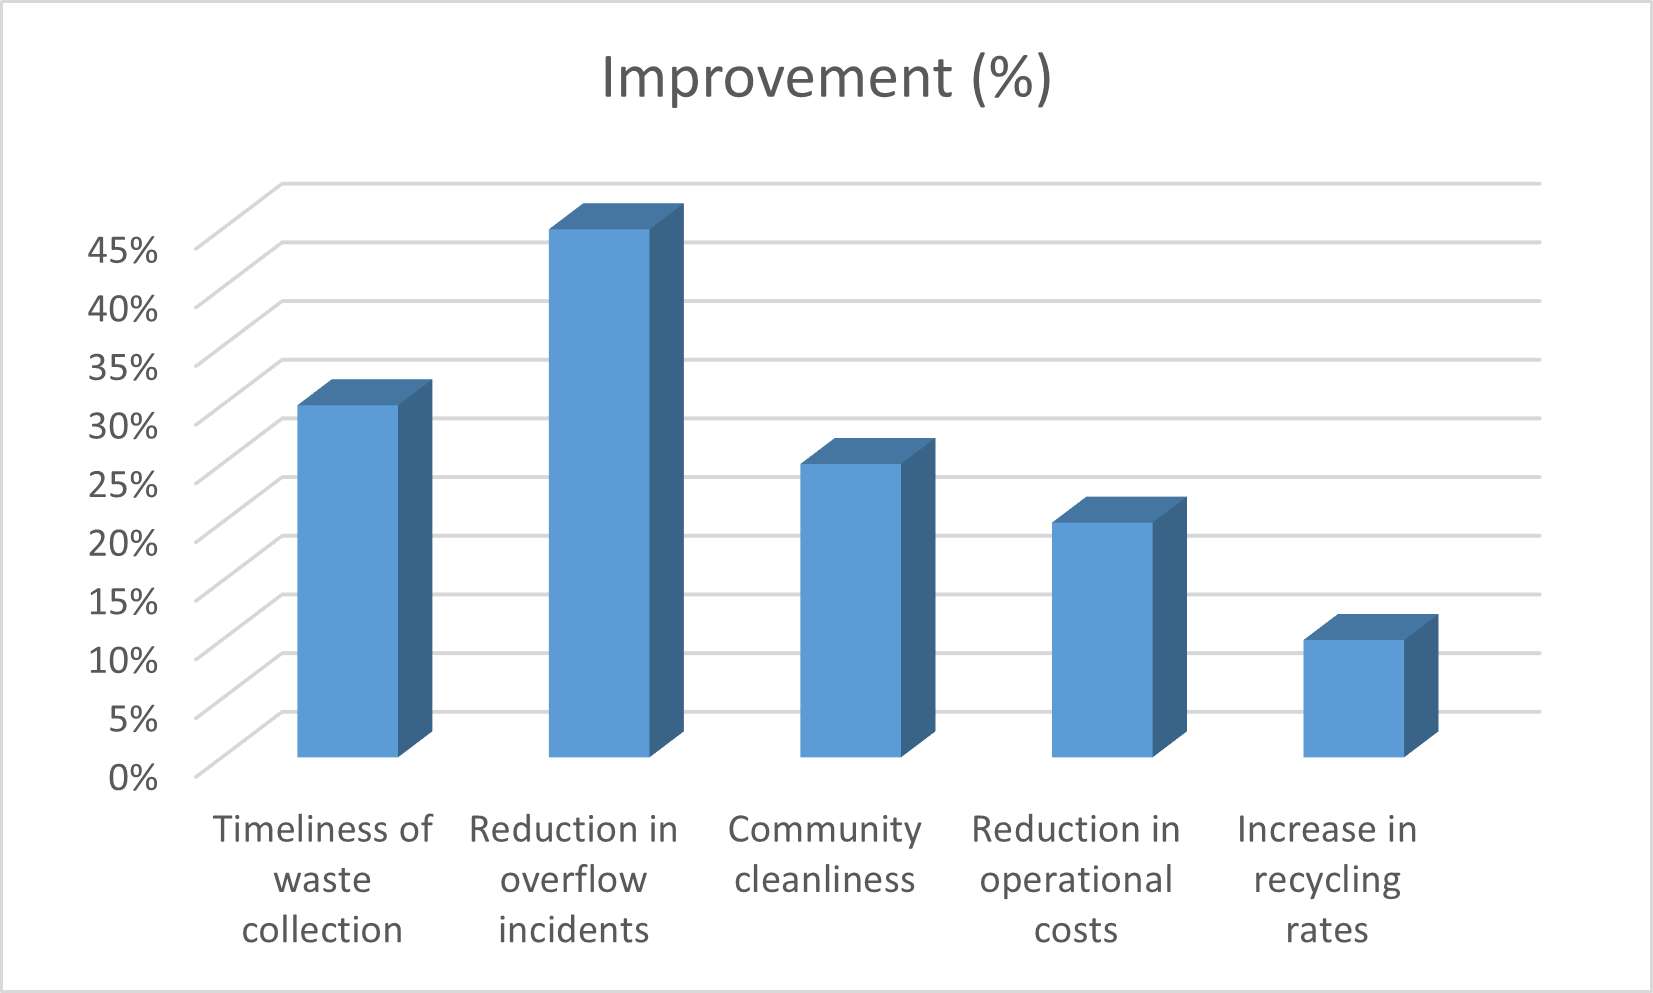 Improvement (%)
45%
40%
35%
30%
25%
20%
15%
10%
5%
0%
Timeliness of
waste
collection
Reduction in
overflow
incidents
Community
cleanliness
Reduction in
operational
costs
Increase in
recycling
rates